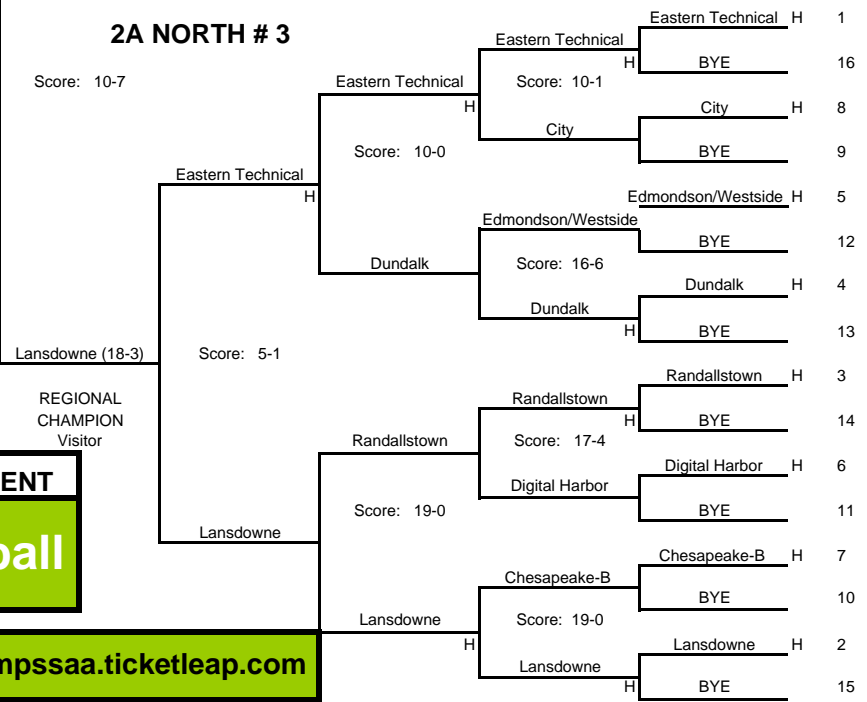 2A NORTH # 3
Eastern Technical H 1
Eastern Technical
H BYE 16
Score: 10-7
Eastern Technical
Score: 10-1
H
City H 8
City
Score: 10-0
BYE 9
Eastern Technical
H
Edmondson/Westside H 5
Edmondson/Westside
BYE 12
Dundalk
Score: 16-6
Dundalk H 4
Dundalk
H BYE 13
Lansdowne (18-3)
Score: 5-1
REGIONAL
CHAMPION
Visitor
Randallstown H 3
Randallstown
H BYE 14
Randallstown
Score: 17-4
Digital Harbor H 6
Digital Harbor
Score: 19-0
BYE 11
Lansdowne
ENT
ball
Chesapeake-B H 7
Chesapeake-B
BYE 10
Lansdowne
H
Score: 19-0
Lansdowne H 2
Lansdowne
H BYE 15
mpssaa.ticketleap.com